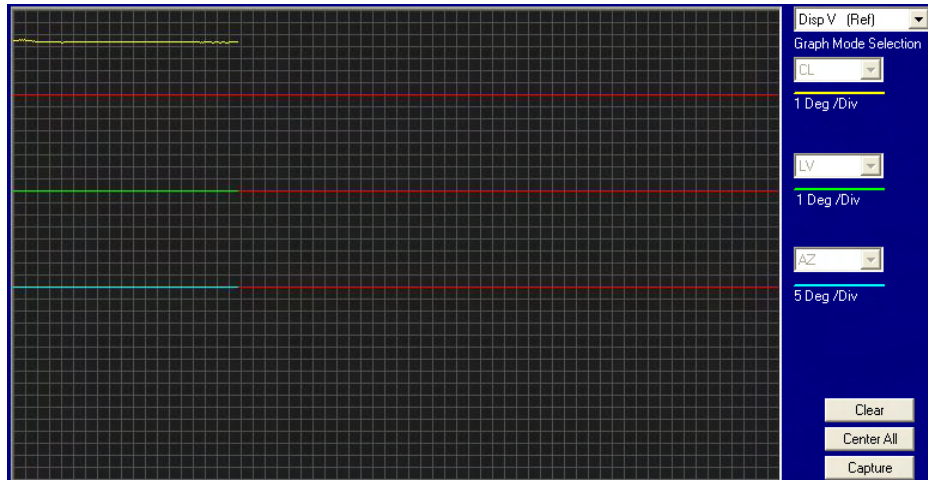 Disp V (Ref)
Graph Mode Selection
CL
1 Deg /Div
LV
1 Deg /Div
AZ
5 Deg /Div
Clear
Center All
Capture